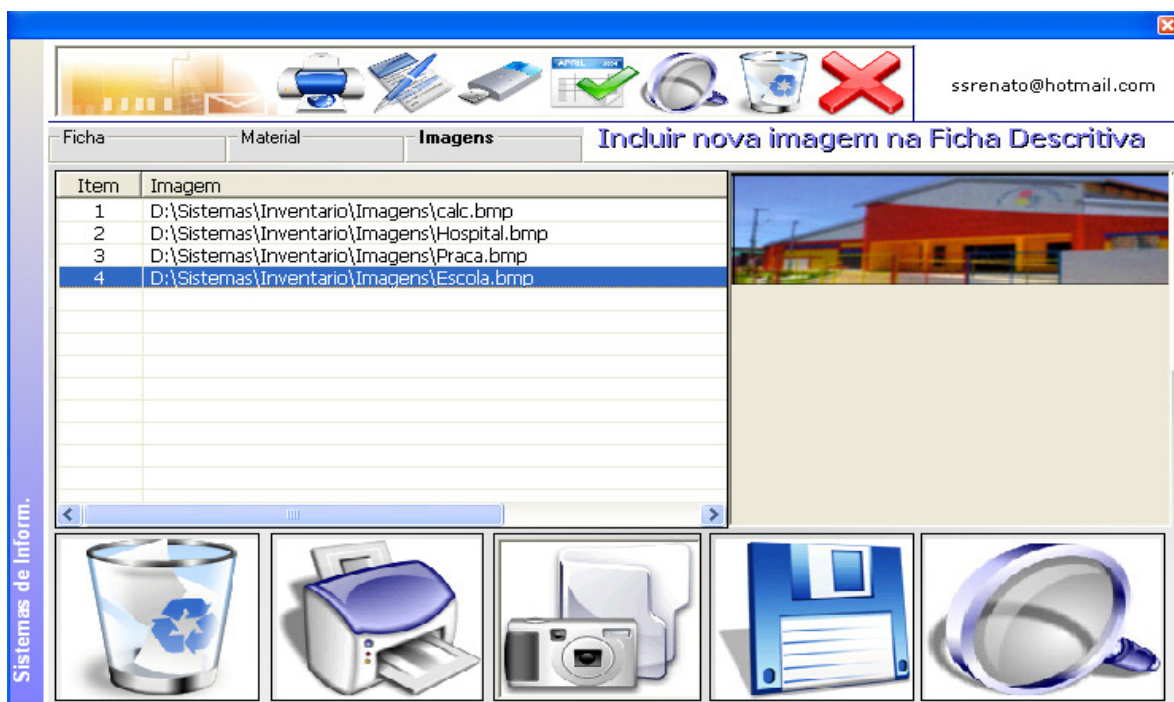 APRIL
ssrenato@hotmail.com
Ficha
Material
Imagens
Incluir nova imagem na Ficha Descritiva
Item Imagem
1 D:\Sistemas\Inventario\Imagens\calc.bmp
2 D:\Sistemas\Inventario\Imagens\Hospital.bmp
3 D:\Sistemas\Inventario\Imagens\Praca.bmp
4 D:\Sistemas\Inventario\Imagens\Escola.bmp
Sistemas de Inform.